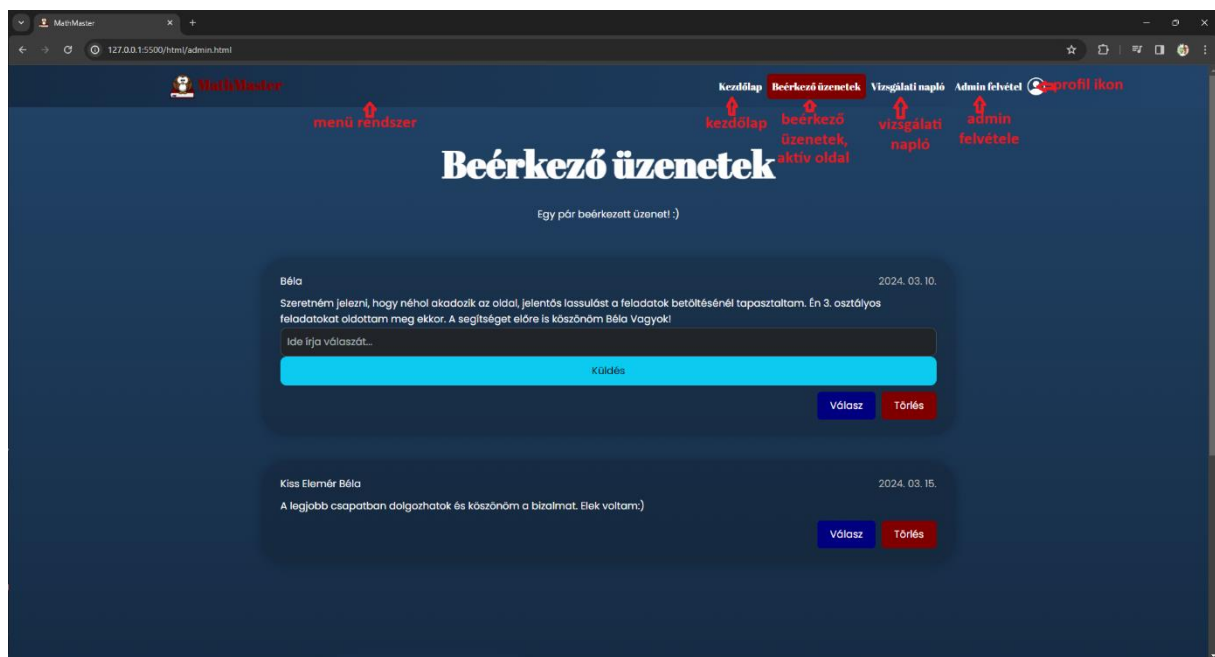 MathMaster
127.0.0.1:5500/html/admin.html
MathMaster
Kezdőlap Beérkező üzenetek Vizsgálati napló Admin felvétel profil ikon
menü rendszer
kezdőlap
beérkező
üzenetek,
aktív oldal
vizsgálati
napló
admin
felvétele
Beérkező üzenetek
Egy pár beérkezett üzenet! :)
Béla 2024. 03. 10.
Szeretném jelezni, hogy néhol akadozik az oldal, jelentős lassulást a feladatok betöltésénél tapasztaltam. Én 3. osztályos
feladatokat oldottam meg ekkor. A segítséget előre is köszönöm Béla Vagyok!
Ide írja válaszát...
Küldés
Válasz Törlés
Kiss Elemér Béla 2024. 03. 15.
A legjobb csapatban dolgozhatok és köszönöm a bizalmat. Elek voltam:)
Válasz Törlés